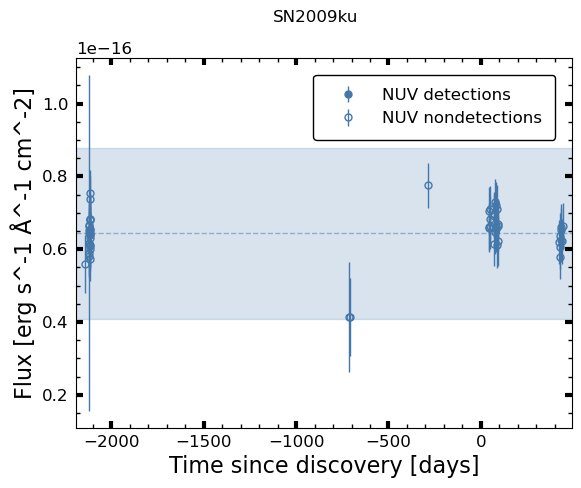 SN2009ku
1e−16
NUV detections
NUV nondetections
1.0
0.8
0.6
0.4
0.2
Flux [erg s^-1 Å^-1 cm^-2]
−2000 −1500 −1000 −500 0
Time since discovery [days]